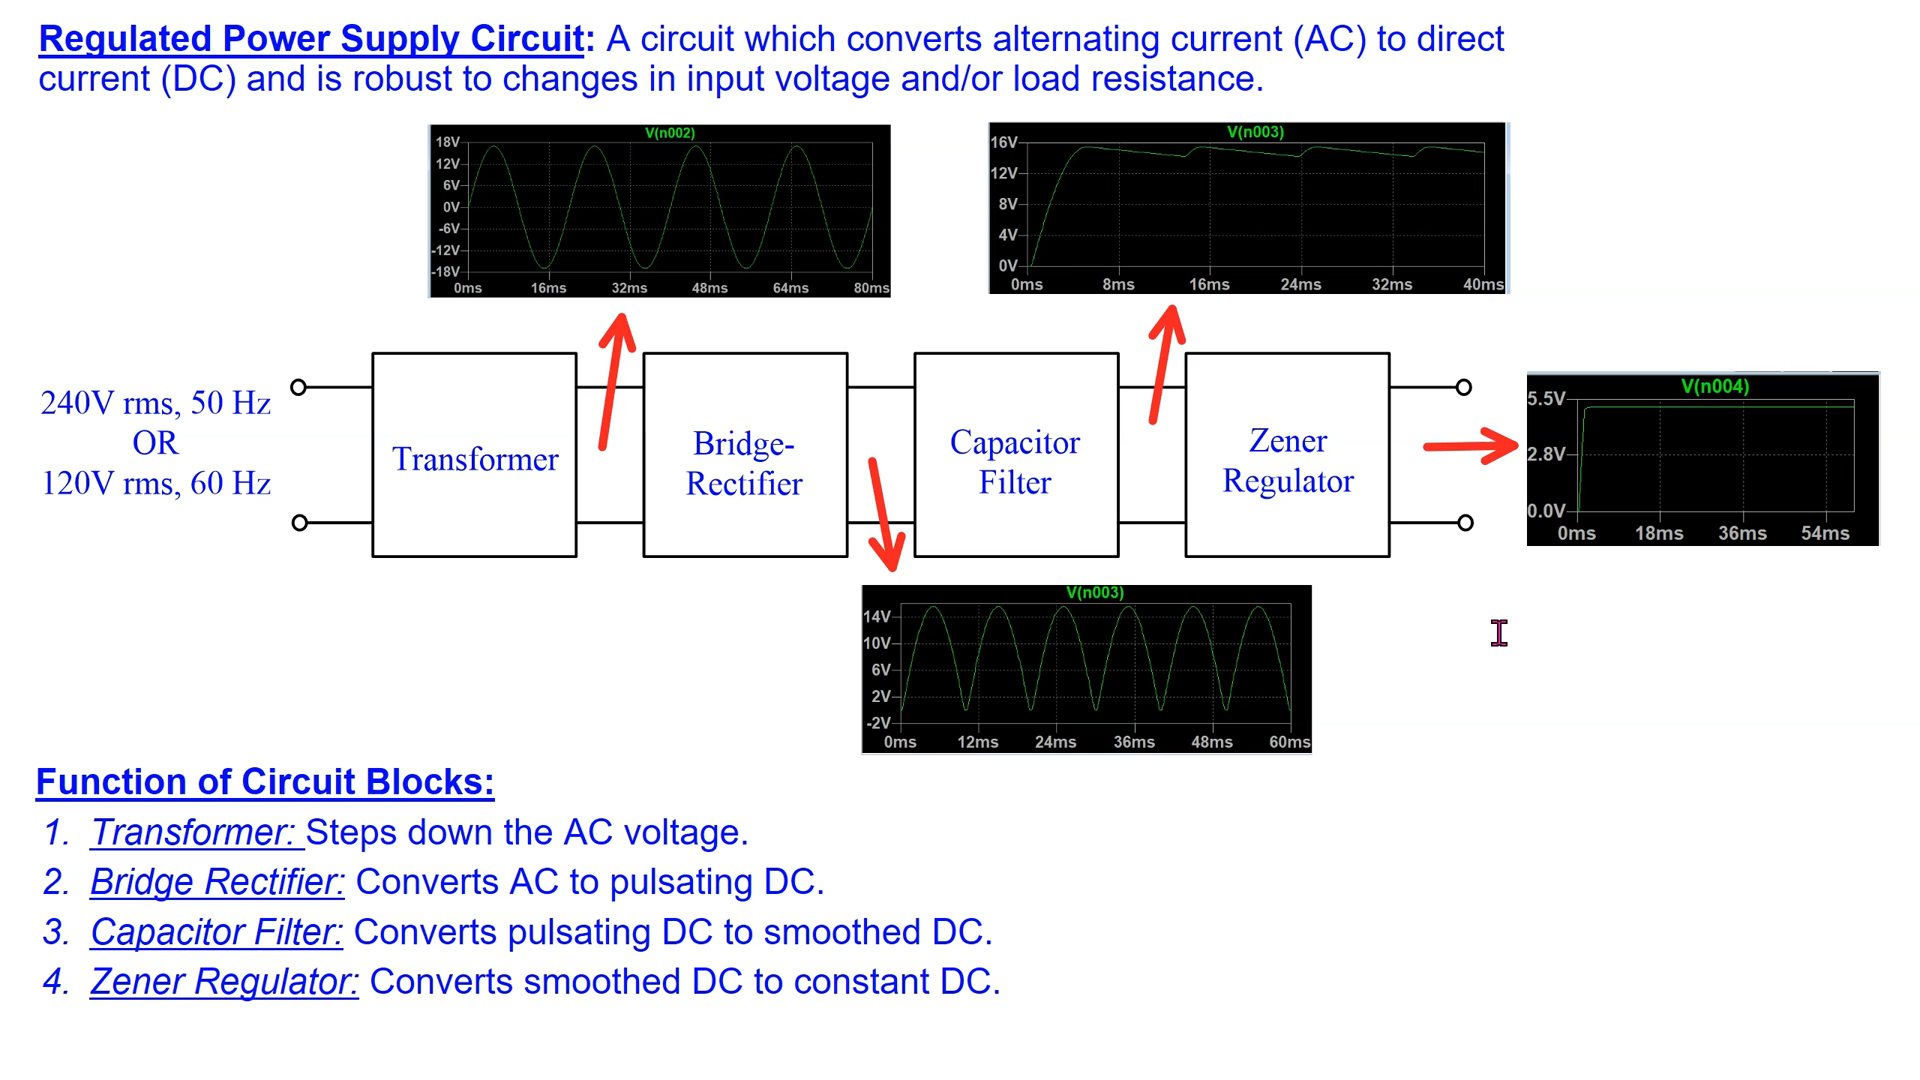 Regulated Power Supply Circuit: A circuit which converts alternating current (AC) to direct
current (DC) and is robust to changes in input voltage and/or load resistance.
V(n002)
18V
12V
6V
0V
-6V
-12V
-18V
0ms 16ms 32ms 48ms 64ms 80ms
V(n003)
16V
12V
8V
4V
0V
0ms 8ms 16ms 24ms 32ms 40ms
240V rms, 50 Hz
OR
120V rms, 60 Hz
Transformer
Bridge-
Rectifier
Capacitor
Filter
Zener
Regulator
V(n004)
5.5V
2.8V
0.0V
0ms 18ms 36ms 54ms
V(n003)
14V
10V
6V
2V
-2V
0ms 12ms 24ms 36ms 48ms 60ms
Function of Circuit Blocks:
1. Transformer: Steps down the AC voltage.
2. Bridge Rectifier: Converts AC to pulsating DC.
3. Capacitor Filter: Converts pulsating DC to smoothed DC.
4. Zener Regulator: Converts smoothed DC to constant DC.